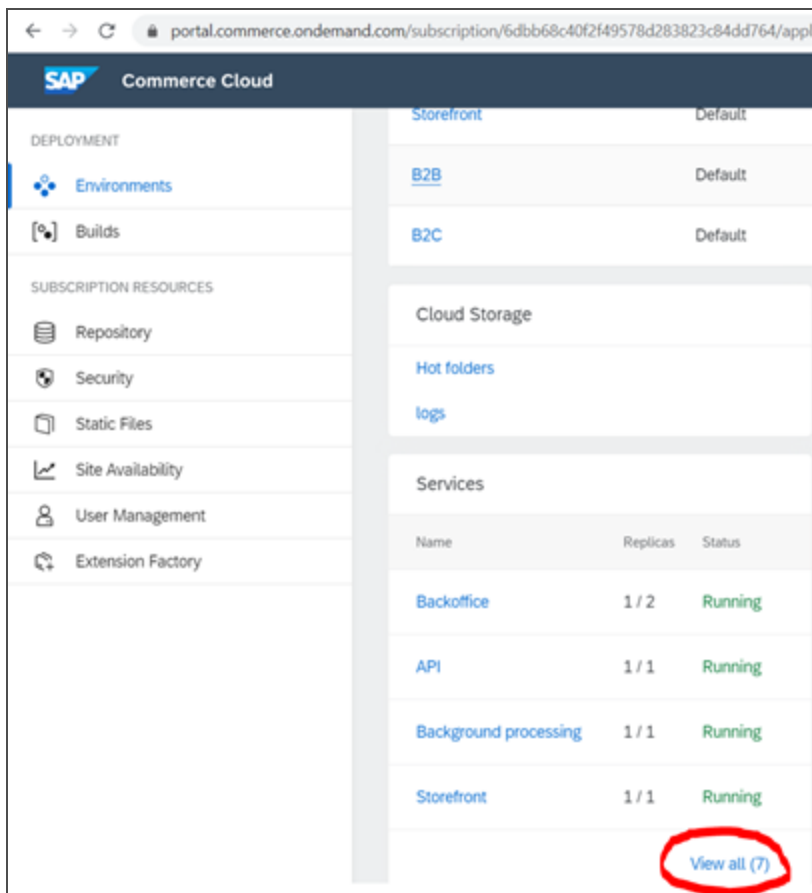 portal.commerce.ondemand.com/subscription/6dbb68c40f2f49578d283823c84dd764/appl
SAP Commerce Cloud
DEPLOYMENT
Environments
Builds
SUBSCRIPTION RESOURCES
Repository
Security
Static Files
Site Availability
User Management
Extension Factory
Storefront Default
B2B Default
B2C Default
Cloud Storage
Hot folders
logs
Services
Name Replicas Status
Backoffice 1 / 2 Running
API 1 / 1 Running
Background processing 1 / 1 Running
Storefront 1 / 1 Running
View all (7)